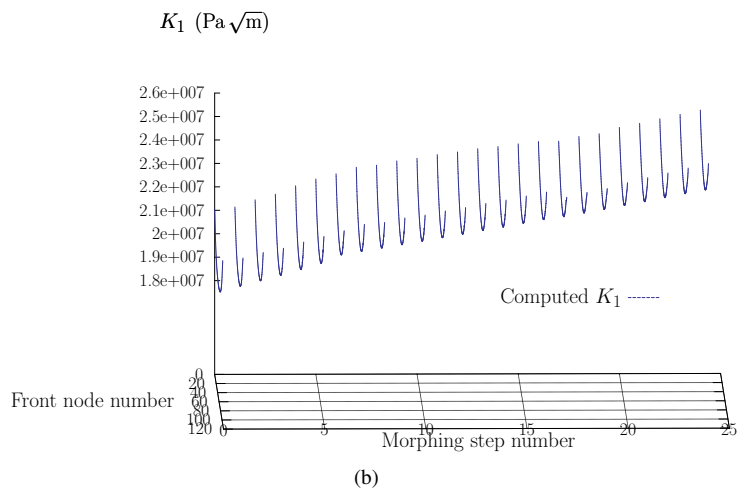 K1 (Pa√m)
2.6e+007
2.5e+007
2.4e+007
2.3e+007
2.2e+007
2.1e+007
2e+007
1.9e+007
1.8e+007
Computed K1 -------
0
20
40
Front node number 60
80
100
120 0 5 10 15 20 25
Morphing step number
(b)